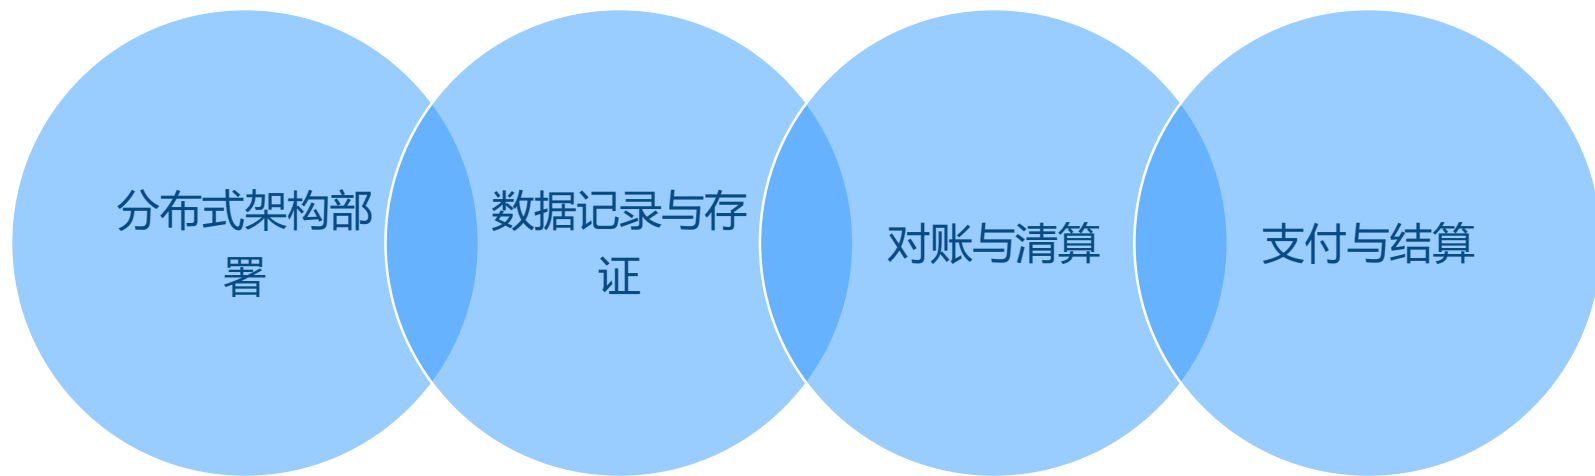 分布式架构部
署
数据记录与存
证
对账与清算
支付与结算